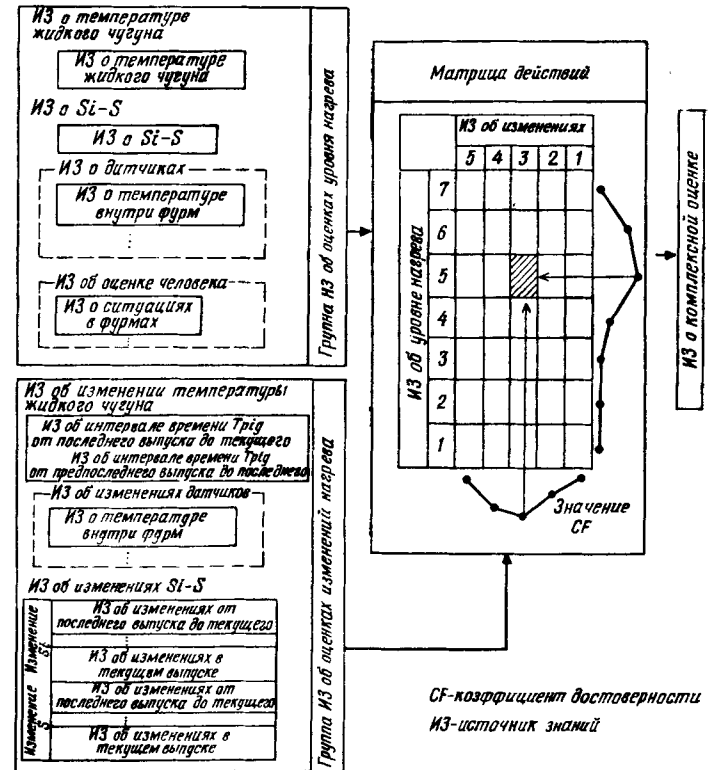 ИЗ о температуре
жидкого чугуна
ИЗ о температуре
жидкого чугуна
ИЗ о Si-S
ИЗ о Si-S
ИЗ о датчиках
ИЗ о температуре
внутри фурм
ИЗ об оценке человека
ИЗ о ситуациях
в фурмах
Группа ИЗ об оценках уровня нагрева
ИЗ об изменении температуры
жидкого чугуна
ИЗ об интервале времени Tpig
от последнего выпуска до текущего
ИЗ об интервале времени Tpig
от предпоследнего выпуска до последнего
ИЗ об изменениях датчиков
ИЗ о температуре
внутри фурм
ИЗ об изменениях Si-S
Изменение
Si
ИЗ об изменениях от
последнего выпуска до текущего
ИЗ об изменениях в
текущем выпуске
Изменение
S
ИЗ об изменениях от
последнего выпуска до текущего
ИЗ об изменениях в
текущем выпуске
Группа ИЗ об оценках изменений нагрева
Матрица действий
ИЗ об изменениях
5 4 3 2 1
ИЗ об уровне нагрева
7
6
5
4
3
2
1
Значение
CF
ИЗ о комплексной оценке
CF-коэффициент достоверности
ИЗ-источник знаний